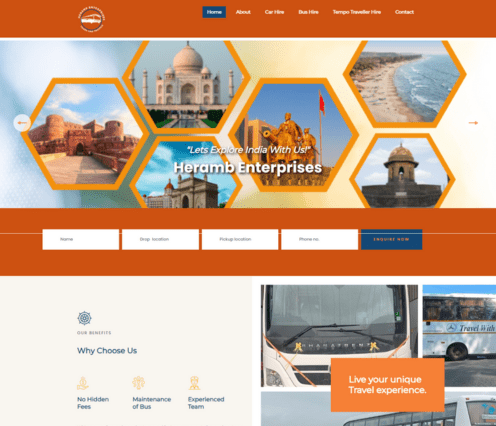 Home About Car Hire Bus Hire Tempo Traveller Hire Contact
"Lets Explore India With Us!"
Heramb Enterprises
Name Drop location Pickup location Phone no. ENQUIRE NOW
OUR BENEFITS
Why Choose Us
No Hidden
Fees
Maintenance
of Bus
Experienced
Team
Travel with
Live your unique
Travel experience.